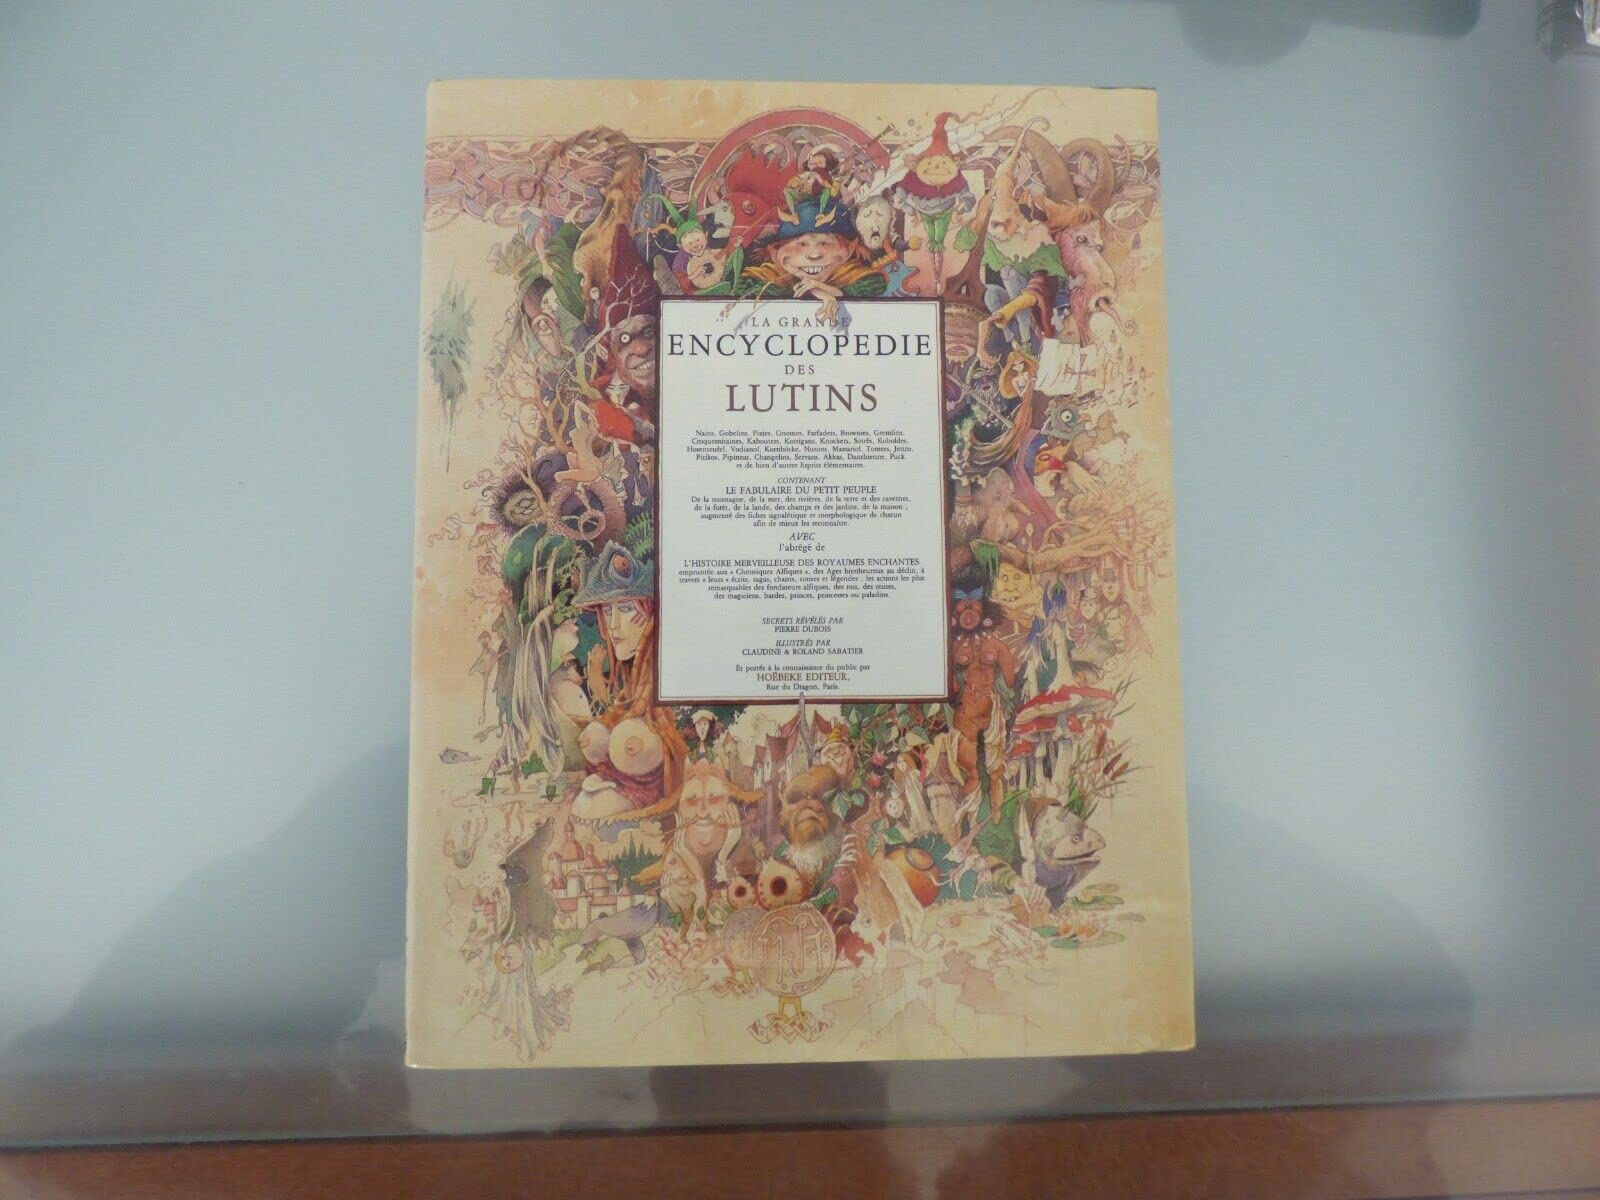 LA GRANDE
ENCYCLOPEDIE
DES
LUTINS
Nains, Gobelins, Pixies, Gnomes, Farfadets, Brownies, Gremlins,
Croquemitaines, Kabouters, Korrigans, Knockers, Sotrés, Koboldes,
Hosenteufel, Vodianoï, Kornböcke, Nutons, Massariol, Tomtes, Jetins,
Pitikos, Pipintus, Changelins, Servans, Akkas, Danthienne, Puck
et de bien d'autres Esprits élémentaires.
CONTENANT
LE FABULAIRE DU PETIT PEUPLE
De la montagne, de la mer, des rivières, de la terre et des cavernes,
de la forêt, de la lande, des champs et des jardins, de la maison ;
augmenté des fiches signalétique et morphologique de chacun
afin de mieux les reconnaître.
AVEC
l'abrégé de
L'HISTOIRE MERVEILLEUSE DES ROYAUMES ENCHANTES
empruntée aux « Chroniques Alfiques », des Ages bienheureux au déclin, à
travers « leurs » écrits, sagas, chants, contes et légendes ; les actions les plus
remarquables des fondateurs alfiques, des rois, des reines,
des magiciens, bardes, princes, princesses ou paladins.
SECRETS RÉVÉLÉS PAR
PIERRE DUBOIS
ILLUSTRÉS PAR
CLAUDINE & ROLAND SABATIER
Et portés à la connaissance du public par
HOËBEKE EDITEUR,
Rue du Dragon, Paris.